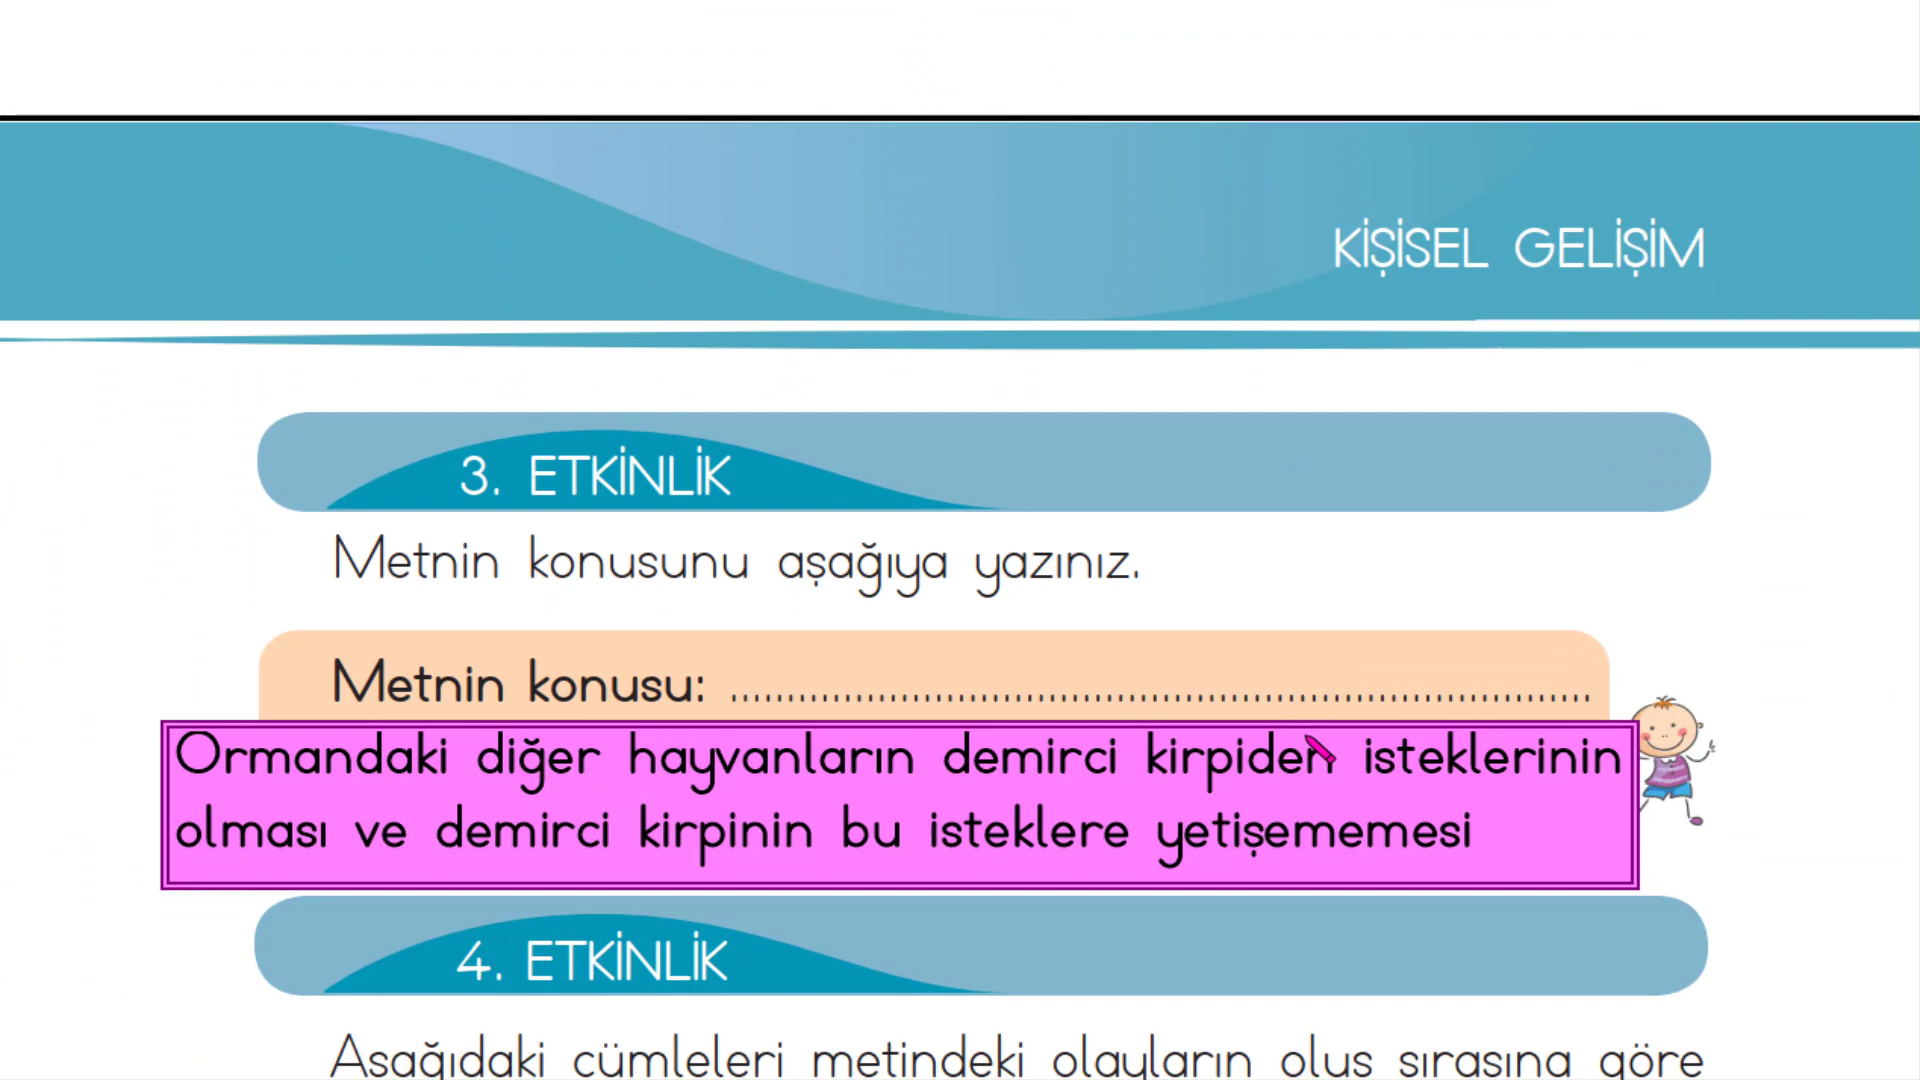 KİŞİSEL GELİŞİM
3. ETKİNLİK
Metnin konusunu aşağıya yazınız.
Metnin konusu: ......................................................................
Ormandaki diğer hayvanların demirci kirpiden isteklerinin
olması ve demirci kirpinin bu isteklere yetişememesi
4. ETKİNLİK
Aşağıdaki cümleleri metindeki olayların oluş sırasına göre